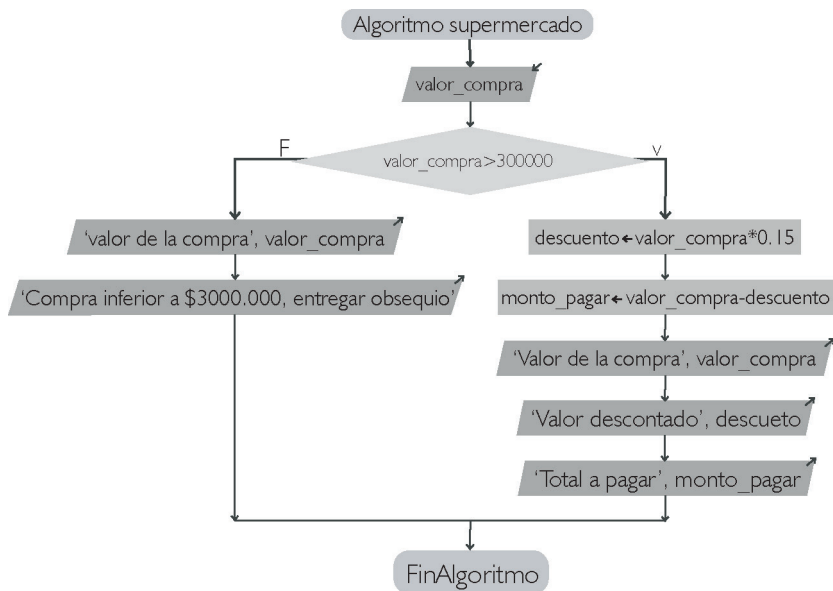 Algoritmo supermercado
valor_compra
valor_compra>300000
F
v
‘valor de la compra’, valor_compra
‘Compra inferior a $3000.000, entregar obsequio’
descuento←valor_compra*0.15
monto_pagar←valor_compra-descuento
‘Valor de la compra’, valor_compra
‘Valor descontado’, descueto
‘Total a pagar’, monto_pagar
FinAlgoritmo